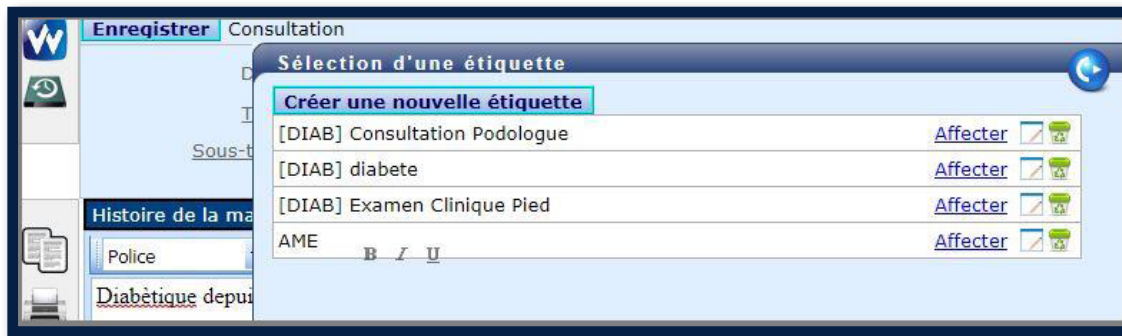 Enregistrer Consultation
Sélection d'une étiquette
Créer une nouvelle étiquette
[DIAB] Consultation Podologue Affecter
[DIAB] diabete Affecter
Sous-t
[DIAB] Examen Clinique Pied Affecter
Histoire de la ma
AME Affecter
Police B I U
Diabètique depui